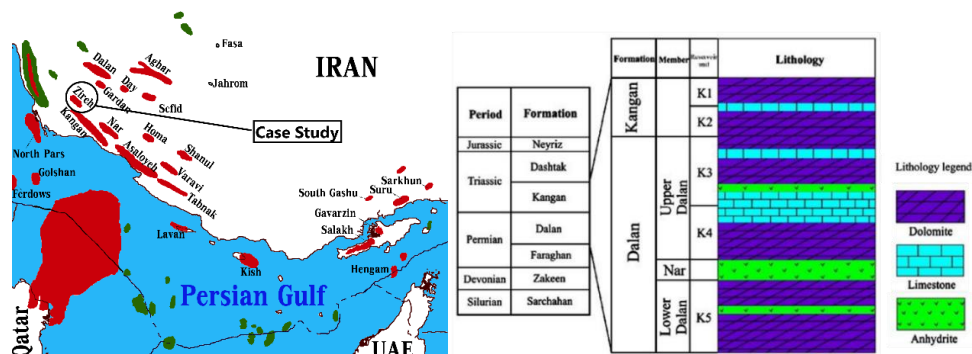 Fasa
Dalan
Aghar
IRAN
Day
Jahrom
Gardan
Zireh
Scfid
Case Study
Kangan
Nar
Homa
Shanul
North Pars
Asaloyeh
Golshan
Varavi
Sarkhun
Ferdows
Tabnak
South Gashu
Suru
Gavarzin
Lavan
Salakh
Kish
Hengam
Persian Gulf
Qatar
UAE
Period
Formation
Jurassic
Neyriz
Triassic
Dashtak
Kangan
Permian
Dalan
Faraghan
Devonian
Zakeen
Silurian
Sarchahan
Formation
Member
Reservoir
unit
Lithology
Kangan
K1
K2
Dalan
Upper
Dalan
K3
K4
Nar
Lower
Dalan
K5
Lithology legend
Dolomite
Limestone
Anhydrite